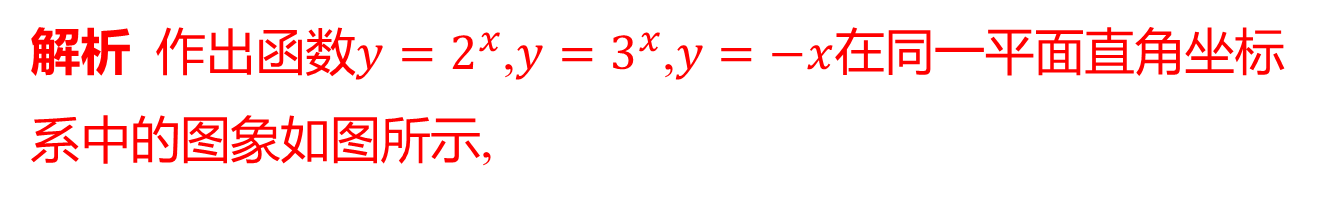 解析 作出函数y = 2^x,y = 3^x,y = −x在同一平面直角坐标
系中的图象如图所示,